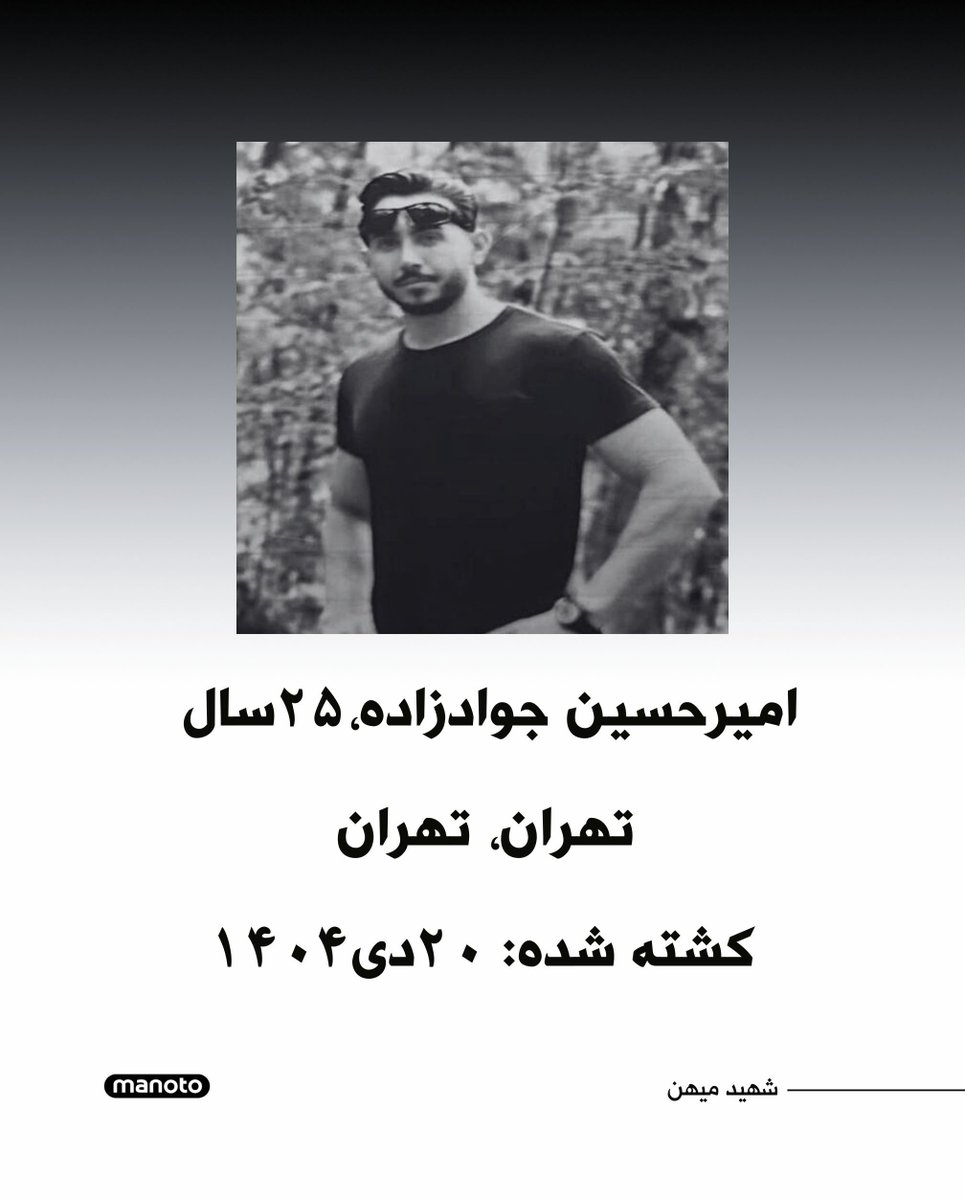 امیرحسین جوادزاده،۲۵سال
تهران، تهران
کشته شده: ۲۰دی۱۴۰۴
شهید میهن
manoto